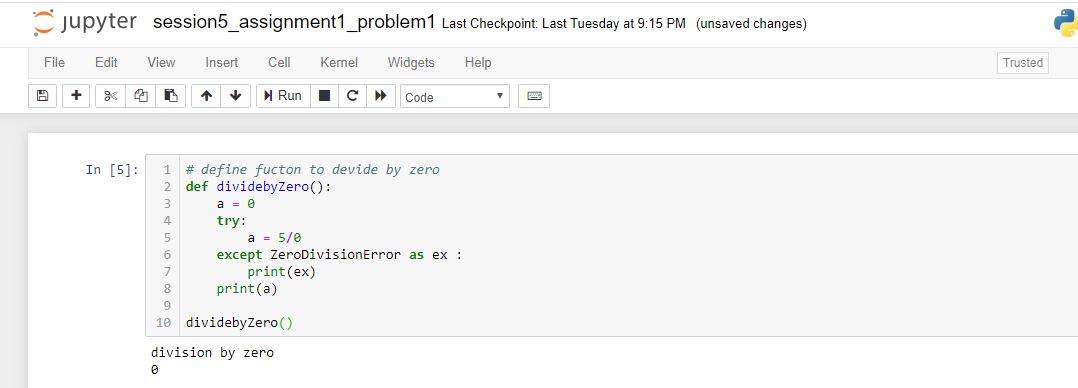 jupyter session5_assignment1_problem1 Last Checkpoint: Last Tuesday at 9:15 PM (unsaved changes)
File Edit View Insert Cell Kernel Widgets Help Trusted
Run Code
In [5]:
1 # define fucton to devide by zero
2 def dividebyZero():
3     a = 0
4     try:
5         a = 5/0
6     except ZeroDivisionError as ex :
7         print(ex)
8     print(a)
9
10 dividebyZero()
division by zero
0